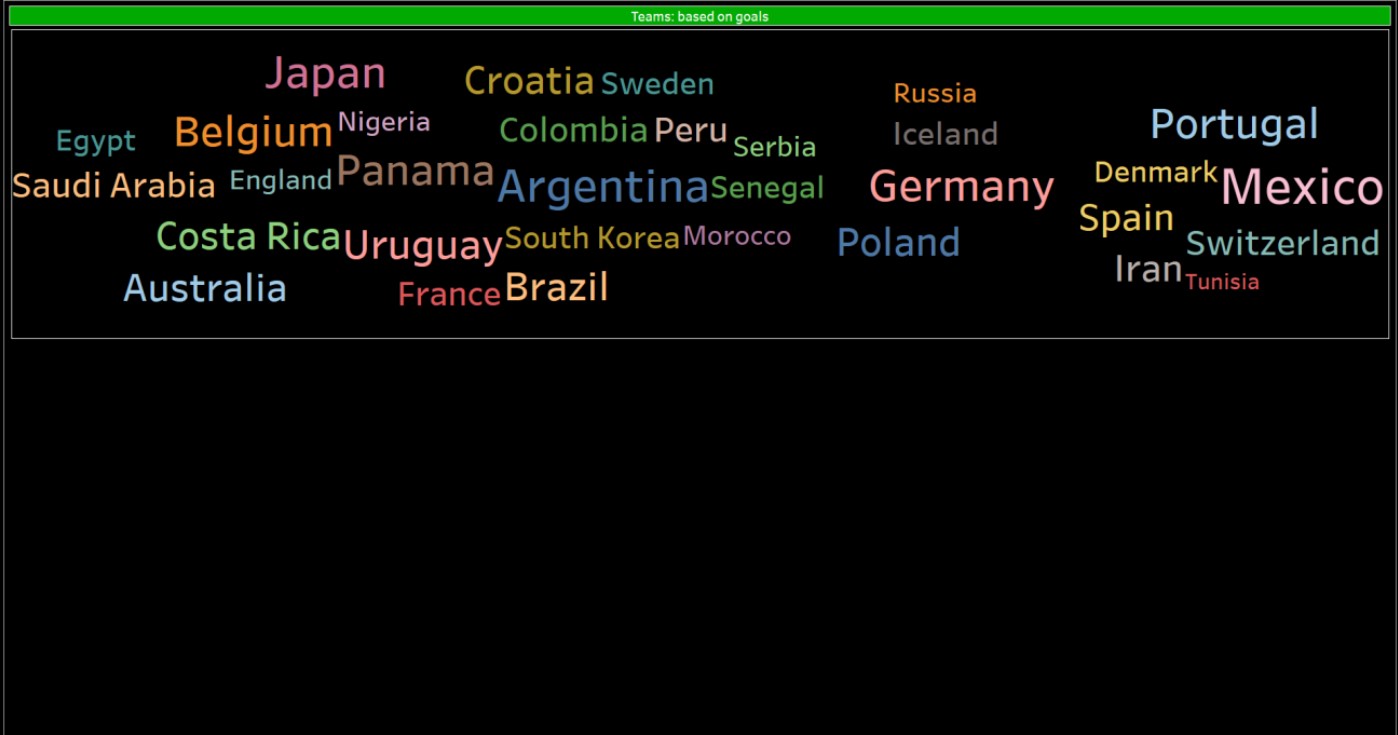 Teams: based on goals
Japan
Croatia
Sweden
Russia
Egypt
Belgium
Nigeria
Colombia
Peru
Serbia
Iceland
Portugal
Saudi Arabia
England
Panama
Argentina
Senegal
Germany
Denmark
Mexico
Costa Rica
Uruguay
South Korea
Morocco
Poland
Spain
Switzerland
Australia
France
Brazil
Iran
Tunisia